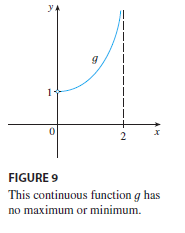 y
g
1
0
2
x
FIGURE 9
This continuous function g has
no maximum or minimum.